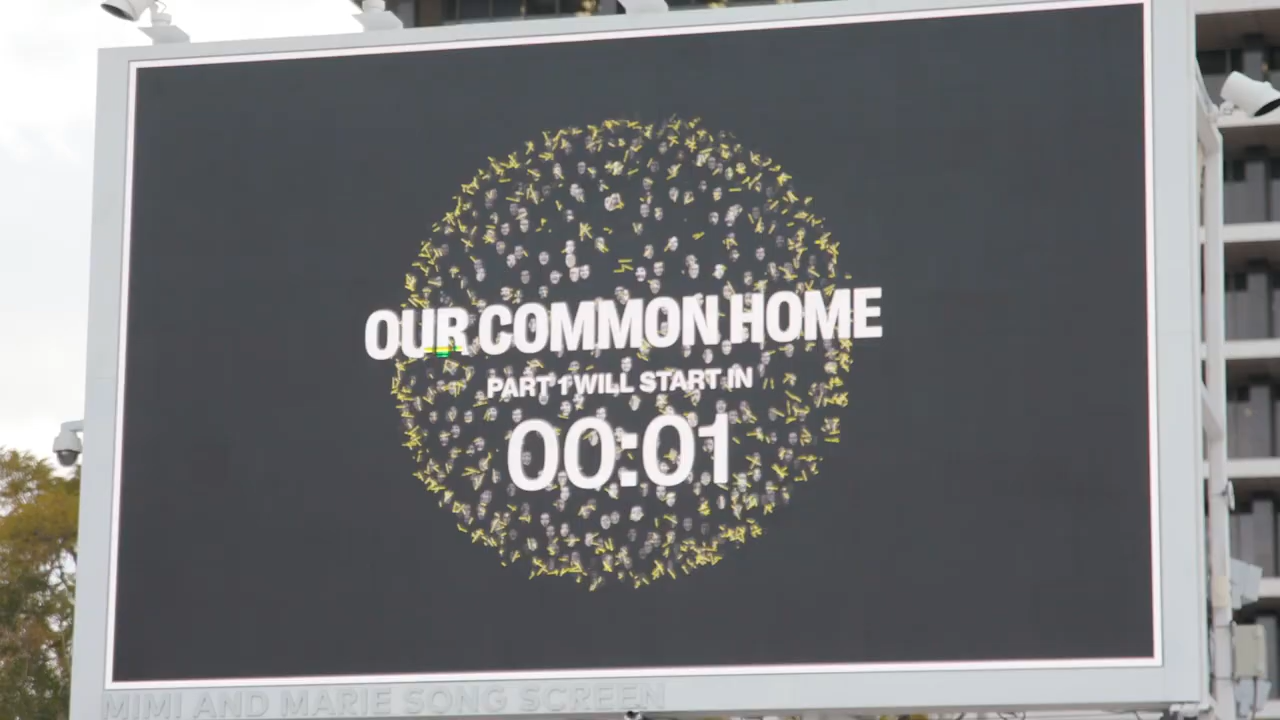 OUR COMMON HOME
PART 1 WILL START IN
00:01
MIMI AND MARIE SONG SCREEN